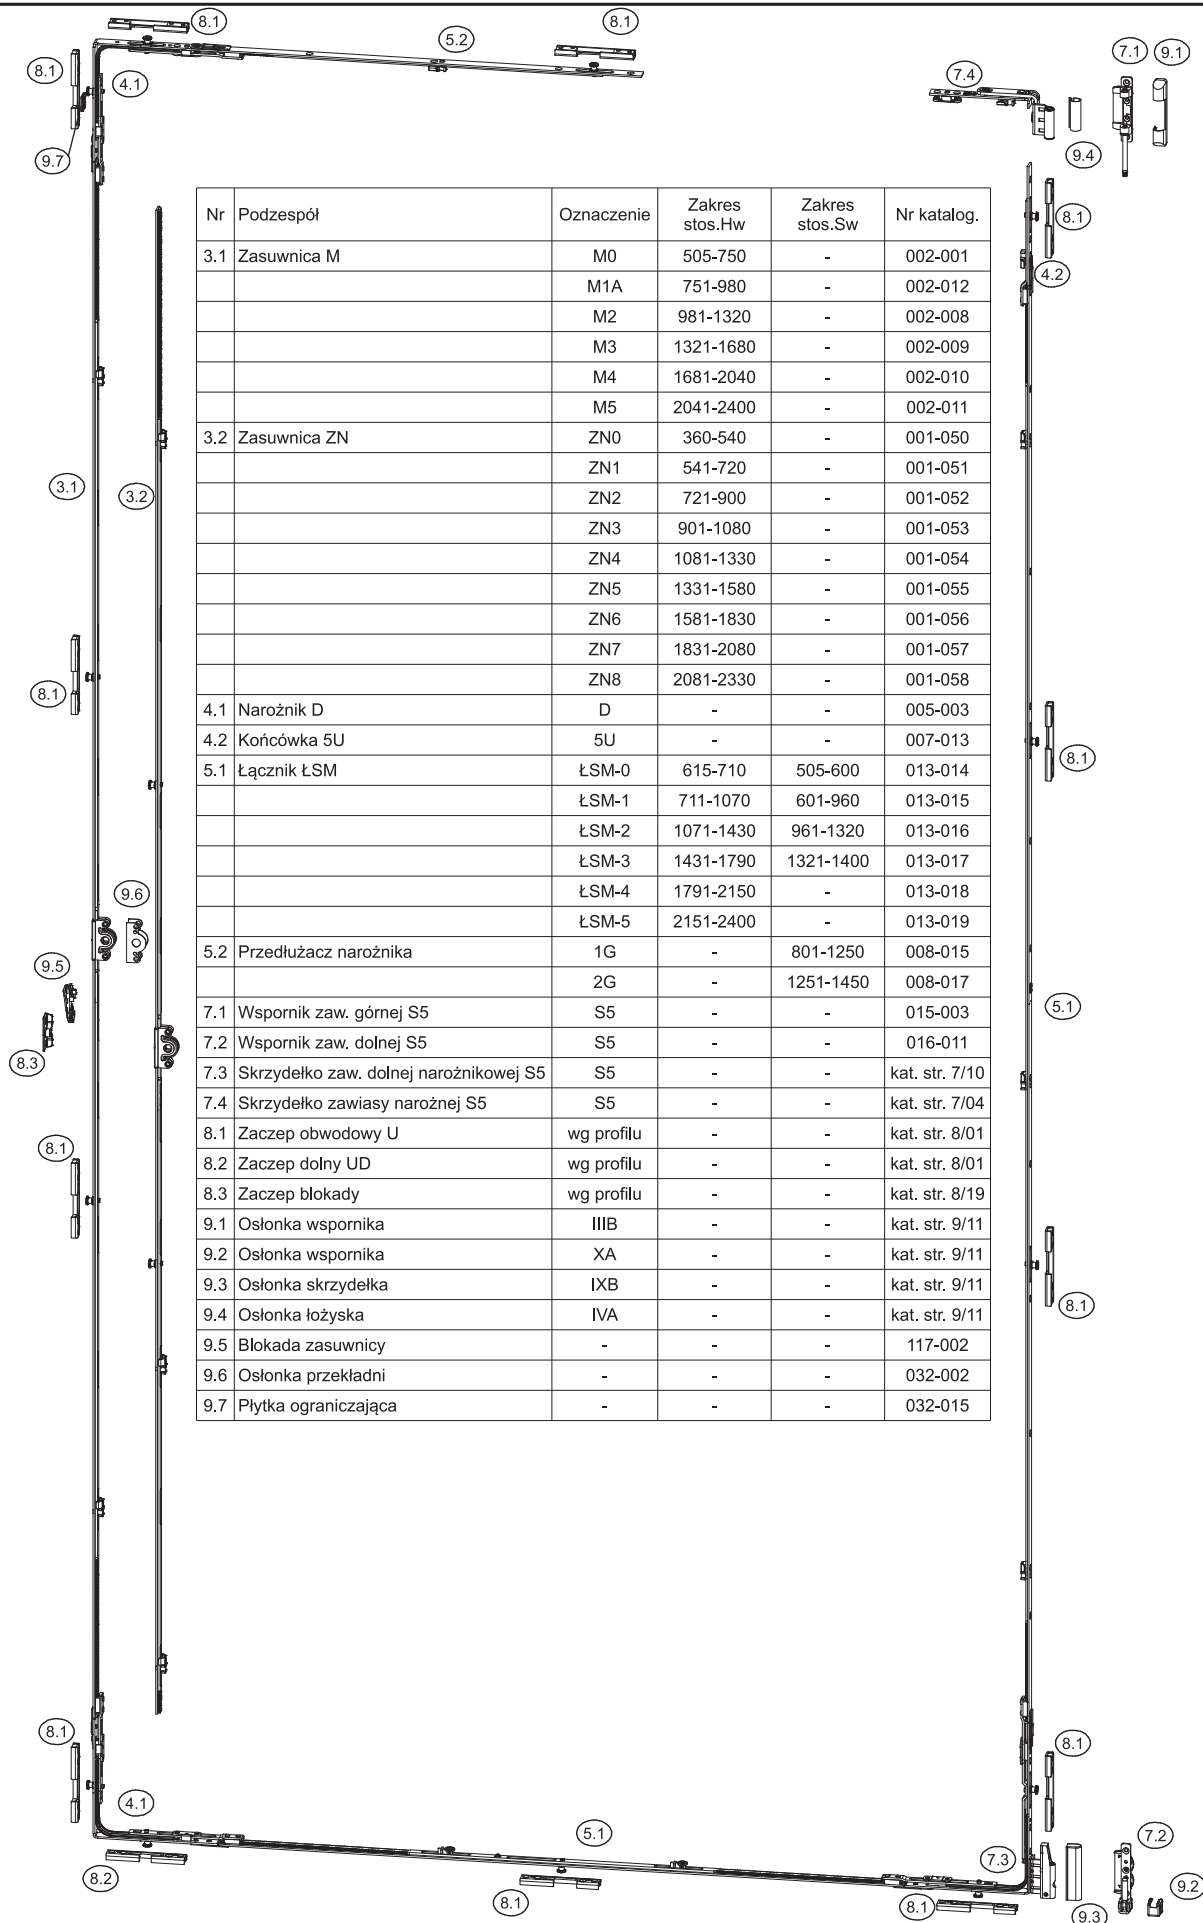 8.1
8.1
5.2
8.1
4.1
9.7
7.4
7.1
9.1
9.4
8.1
4.2
Nr Podzespół Oznaczenie Zakres stos.Hw Zakres stos.Sw Nr katalog.
3.1 Zasuwnica M M0 505-750 - 002-001
M1A 751-980 - 002-012
M2 981-1320 - 002-008
M3 1321-1680 - 002-009
M4 1681-2040 - 002-010
M5 2041-2400 - 002-011
3.2 Zasuwnica ZN ZN0 360-540 - 001-050
ZN1 541-720 - 001-051
ZN2 721-900 - 001-052
ZN3 901-1080 - 001-053
ZN4 1081-1330 - 001-054
ZN5 1331-1580 - 001-055
ZN6 1581-1830 - 001-056
ZN7 1831-2080 - 001-057
ZN8 2081-2330 - 001-058
4.1 Narożnik D D - - 005-003
4.2 Końcówka 5U 5U - - 007-013
5.1 Łącznik ŁSM ŁSM-0 615-710 505-600 013-014
ŁSM-1 711-1070 601-960 013-015
ŁSM-2 1071-1430 961-1320 013-016
ŁSM-3 1431-1790 1321-1400 013-017
ŁSM-4 1791-2150 - 013-018
ŁSM-5 2151-2400 - 013-019
5.2 Przedłużacz narożnika 1G - 801-1250 008-015
2G - 1251-1450 008-017
7.1 Wspornik zaw. górnej S5 S5 - - 015-003
7.2 Wspornik zaw. dolnej S5 S5 - - 016-011
7.3 Skrzydełko zaw. dolnej narożnikowej S5 S5 - - kat. str. 7/10
7.4 Skrzydełko zawiasy narożnej S5 S5 - - kat. str. 7/04
8.1 Zaczep obwodowy U wg profilu - - kat. str. 8/01
8.2 Zaczep dolny UD wg profilu - - kat. str. 8/01
8.3 Zaczep blokady wg profilu - - kat. str. 8/19
9.1 Osłonka wspornika IIIB - - kat. str. 9/11
9.2 Osłonka wspornika XA - - kat. str. 9/11
9.3 Osłonka skrzydełka IXB - - kat. str. 9/11
9.4 Osłonka łożyska IVA - - kat. str. 9/11
9.5 Blokada zasuwnicy - - - 117-002
9.6 Osłonka przekładni - - - 032-002
9.7 Płytka ograniczająca - - - 032-015
3.1
3.2
8.1
8.1
9.6
9.5
8.3
5.1
8.1
8.1
8.1
8.1
4.1
5.1
7.3
7.2
8.2
8.1
8.1
9.3
9.2